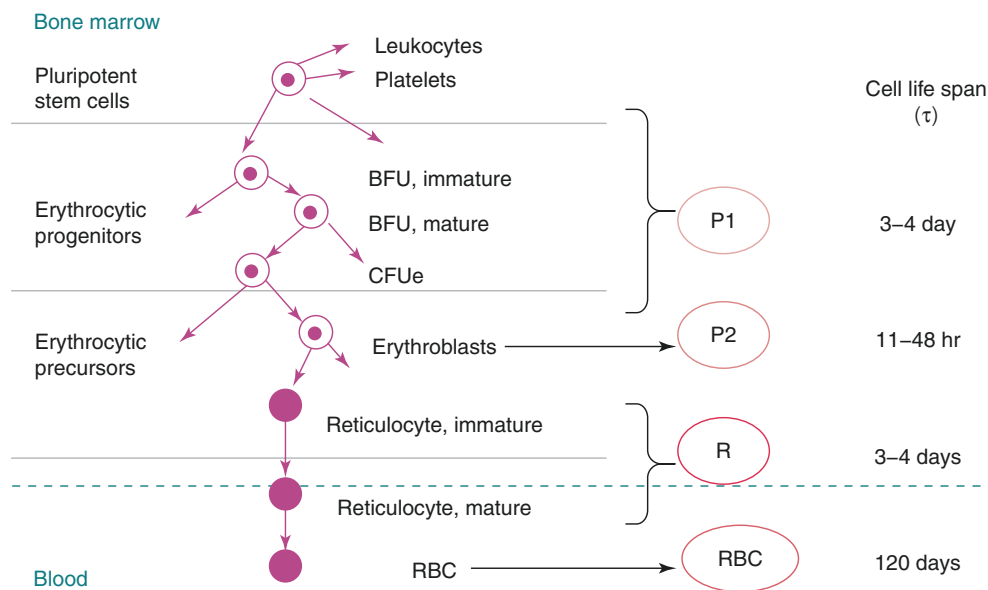 Bone marrow
Leukocytes
Platelets
Pluripotent
stem cells
Cell life span
(τ)
BFU, immature
Erythrocytic
progenitors
BFU, mature
P1
3–4 day
CFUe
Erythrocytic
precursors
Erythroblasts
P2
11–48 hr
Reticulocyte, immature
R
3–4 days
Reticulocyte, mature
RBC
RBC
120 days
Blood